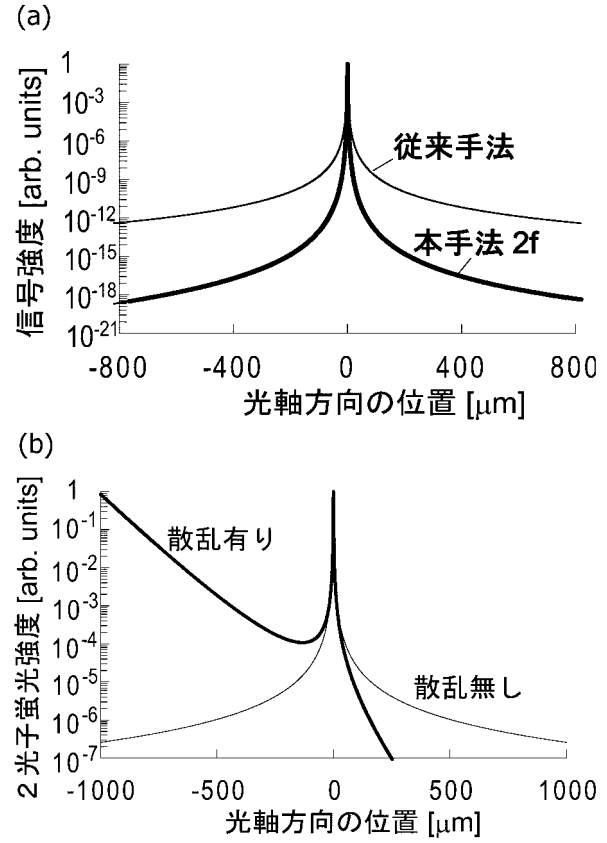 (a)
信号強度 [arb. units]
1
10-3
10-6
10-9
10-12
10-15
10-18
10-21
従来手法
本手法 2f
-800
-400
0
400
800
光軸方向の位置 [μm]
(b)
2 光子蛍光強度 [arb. units]
1
10-1
10-2
10-3
10-4
10-5
10-6
10-7
散乱有り
散乱無し
-1000
-500
0
500
1000
光軸方向の位置 [μm]